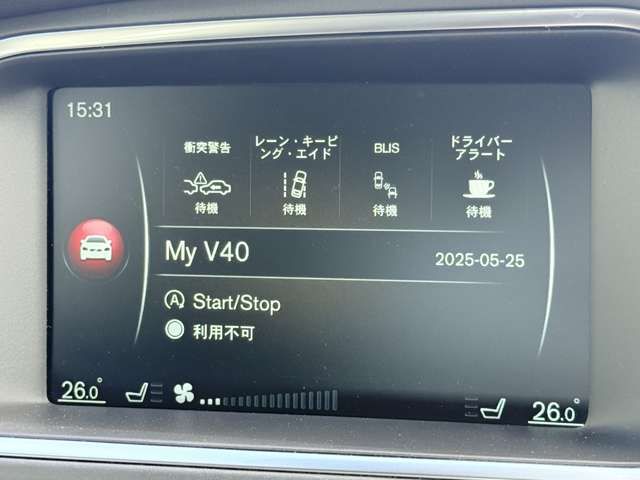 15:31
衝突警告
レーン・キーピ
ング・エイド
BLIS
ドライバー
アラート
待機
待機
待機
待機
My V40
2025-05-25
Start/Stop
利用不可
26.0°
26.0°